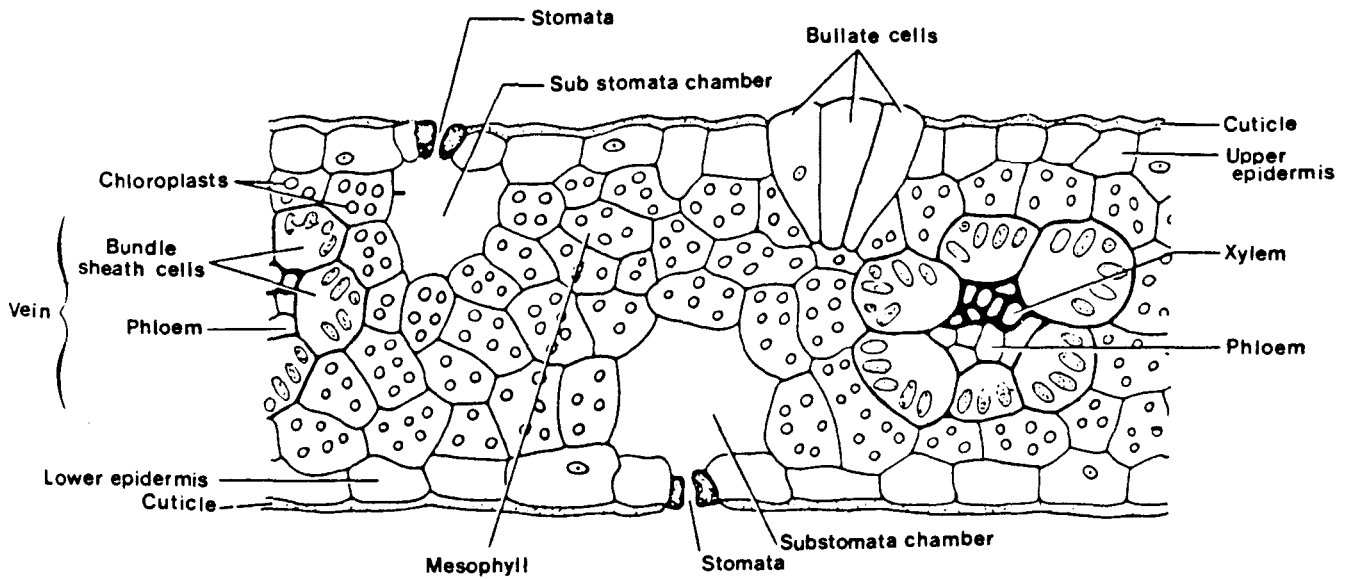 Stomata
Bullate cells
Sub stomata chamber
Cuticle
Upper
epidermis
Chloroplasts
Bundle
sheath cells
Xylem
Vein
Phloem
Phloem
Lower epidermis
Cuticle
Substomata chamber
Mesophyll
Stomata